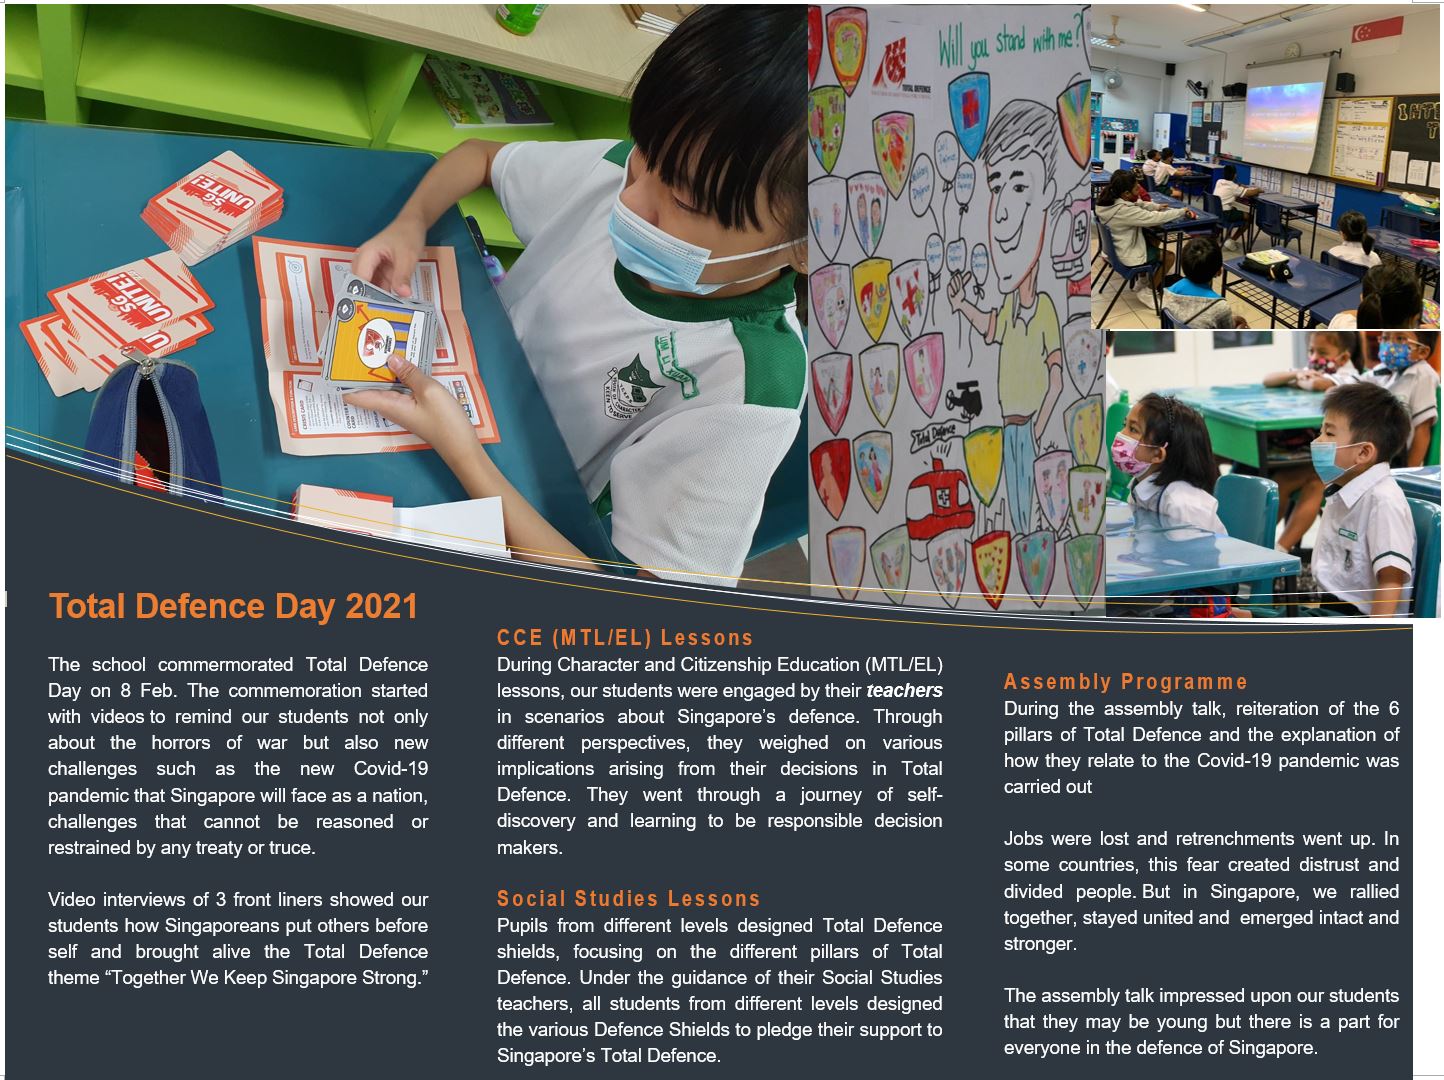 SG
UNITE!
SG
UNITE!
CRISIS CARD
Will you stand with me?
TOTAL DEFENCE
Civil
Defence
Military
Defence
Economic
Defence
Total Defence
Total Defence Day 2021
The school commermorated Total Defence
Day on 8 Feb. The commemoration started
with videos to remind our students not only
about the horrors of war but also new
challenges such as the new Covid-19
pandemic that Singapore will face as a nation,
challenges that cannot be reasoned or
restrained by any treaty or truce.
Video interviews of 3 front liners showed our
students how Singaporeans put others before
self and brought alive the Total Defence
theme “Together We Keep Singapore Strong.”
CCE (MTL/EL) Lessons
During Character and Citizenship Education (MTL/EL)
lessons, our students were engaged by their teachers
in scenarios about Singapore’s defence. Through
different perspectives, they weighed on various
implications arising from their decisions in Total
Defence. They went through a journey of self-
discovery and learning to be responsible decision
makers.
Social Studies Lessons
Pupils from different levels designed Total Defence
shields, focusing on the different pillars of Total
Defence. Under the guidance of their Social Studies
teachers, all students from different levels designed
the various Defence Shields to pledge their support to
Singapore’s Total Defence.
Assembly Programme
During the assembly talk, reiteration of the 6
pillars of Total Defence and the explanation of
how they relate to the Covid-19 pandemic was
carried out
Jobs were lost and retrenchments went up. In
some countries, this fear created distrust and
divided people. But in Singapore, we rallied
together, stayed united and emerged intact and
stronger.
The assembly talk impressed upon our students
that they may be young but there is a part for
everyone in the defence of Singapore.